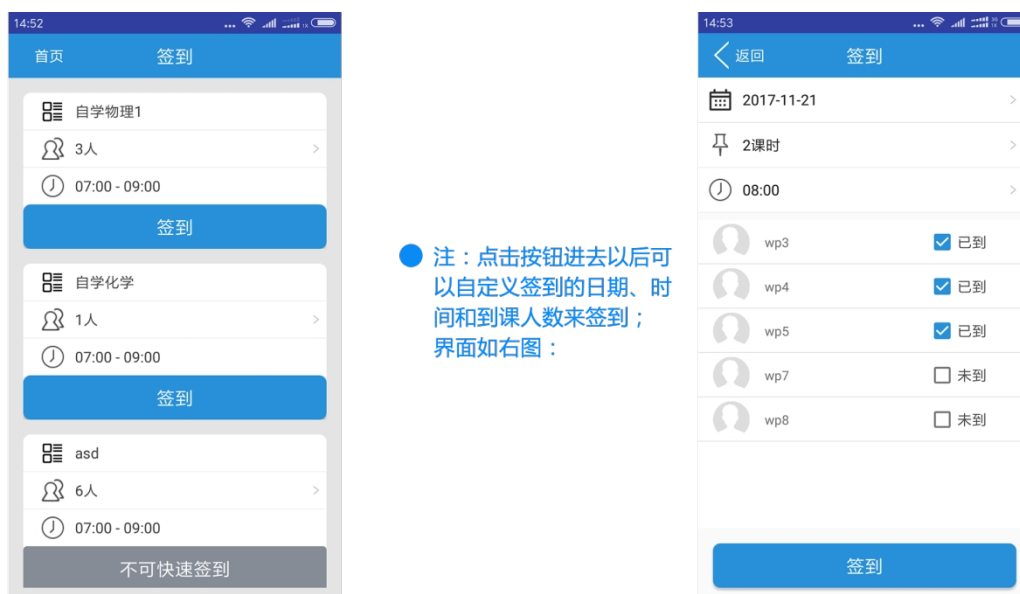 14:52
首页 签到
自学物理1
3人
07:00 - 09:00
签到
自学化学
1人
07:00 - 09:00
签到
asd
6人
07:00 - 09:00
不可快速签到
注：点击按钮进去以后可
以自定义签到的日期、时
间和到课人数来签到；
界面如右图：
14:53
返回 签到
2017-11-21
2课时
08:00
wp3 已到
wp4 已到
wp5 已到
wp7 未到
wp8 未到
签到